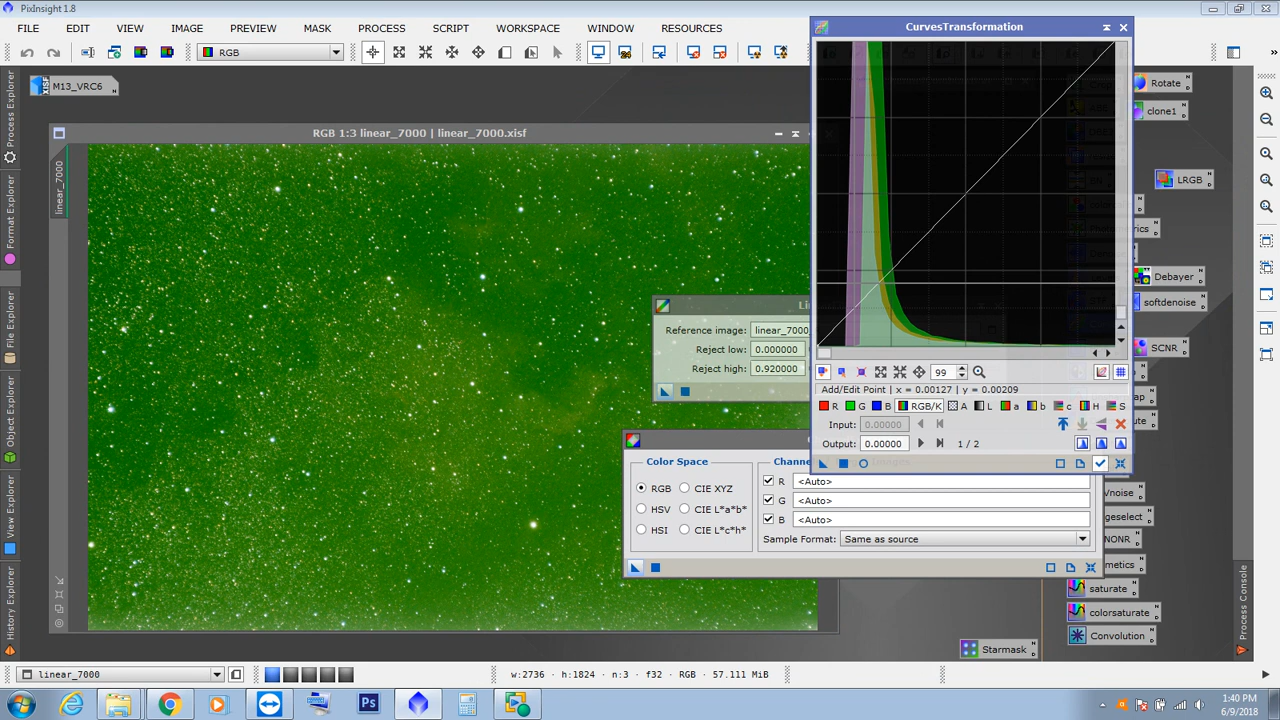 PixInsight 1.8
FILE EDIT VIEW IMAGE PREVIEW MASK PROCESS SCRIPT WORKSPACE WINDOW RESOURCES
RGB
CurvesTransformation
M13_VRC6
Rotate
clone1
RGB 1:3 linear_7000 | linear_7000.xisf
linear_7000
LRGB
Process Explorer
Format Explorer
File Explorer
Object Explorer
View Explorer
History Explorer
Process Console
Debayer
softdenoise
Reference image: linear_7000
Reject low: 0.000000
Reject high: 0.920000
SCNR
99
Add/Edit Point | x = 0.00127 | y = 0.00209
R G B RGB/K A L a b c H S
Input: 0.00000
Output: 0.00000 1 / 2
Color Space
RGB CIE XYZ
HSV CIE L*a*b*
HSI CIE L*c*h*
R <Auto>
G <Auto>
B <Auto>
Sample Format: Same as source
Vnoise
geselect
NONR
metics
saturate
colorsaturate
Convolution
Starmask
linear_7000
w:2736 | h:1824 | n:3 | f32 | RGB | 57.111 MiB
Ps
1:40 PM
6/9/2018